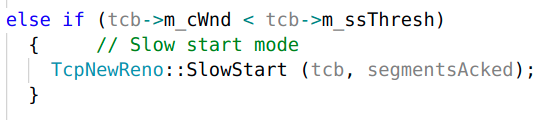 else if (tcb->m_cWnd < tcb->m_ssThresh)
{ // Slow start mode
TcpNewReno::SlowStart (tcb, segmentsAcked);
}